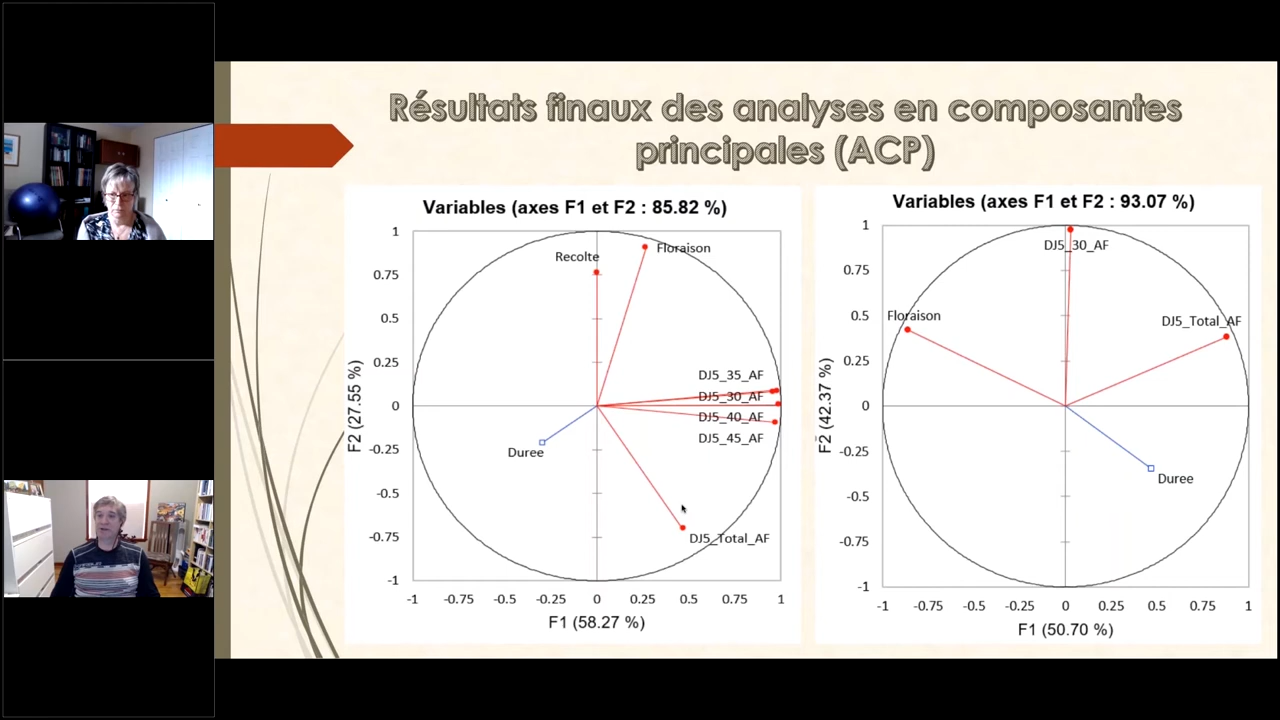 Résultats finaux des analyses en composantes
principales (ACP)
Variables (axes F1 et F2 : 85.82 %)
1
0.75
0.5
0.25
0
-0.25
-0.5
-0.75
-1
F2 (27.55 %)
Recolte
Floraison
DJ5_35_AF
DJ5_30_AF
DJ5_40_AF
DJ5_45_AF
Duree
DJ5_Total_AF
-1 -0.75 -0.5 -0.25 0 0.25 0.5 0.75 1
F1 (58.27 %)
Variables (axes F1 et F2 : 93.07 %)
1
0.75
0.5
0.25
0
-0.25
-0.5
-0.75
-1
F2 (42.37 %)
DJ5_30_AF
Floraison
DJ5_Total_AF
Duree
-1 -0.75 -0.5 -0.25 0 0.25 0.5 0.75 1
F1 (50.70 %)